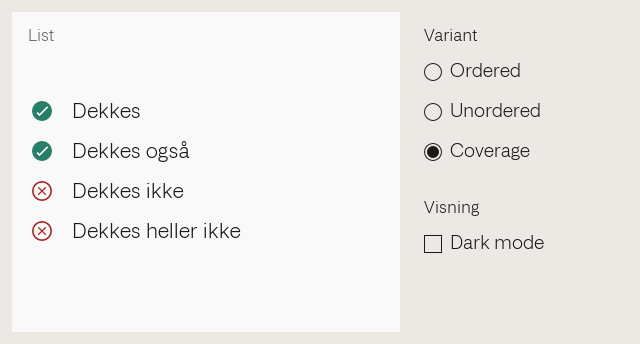 List
Dekkes
Dekkes også
Dekkes ikke
Dekkes heller ikke
Variant
Ordered
Unordered
Coverage
Visning
Dark mode